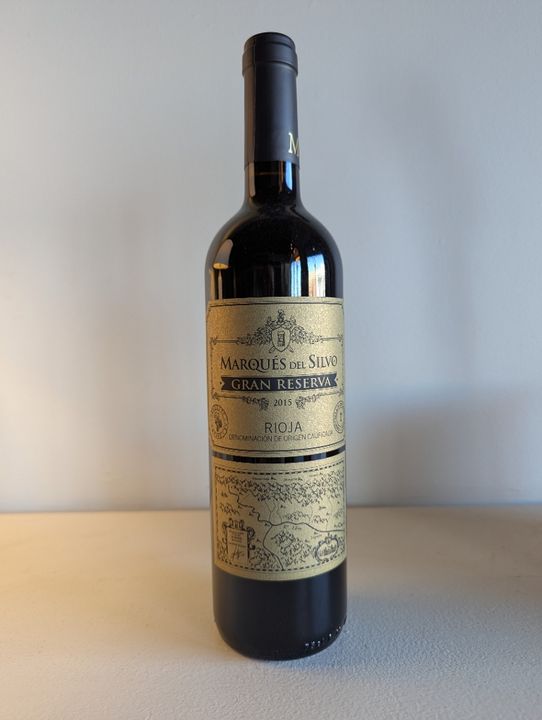 M
MARQUÉS DEL SILVO
GRAN RESERVA
2015
RIOJA
DENOMINACIÓN DE ORIGEN CALIFICADA